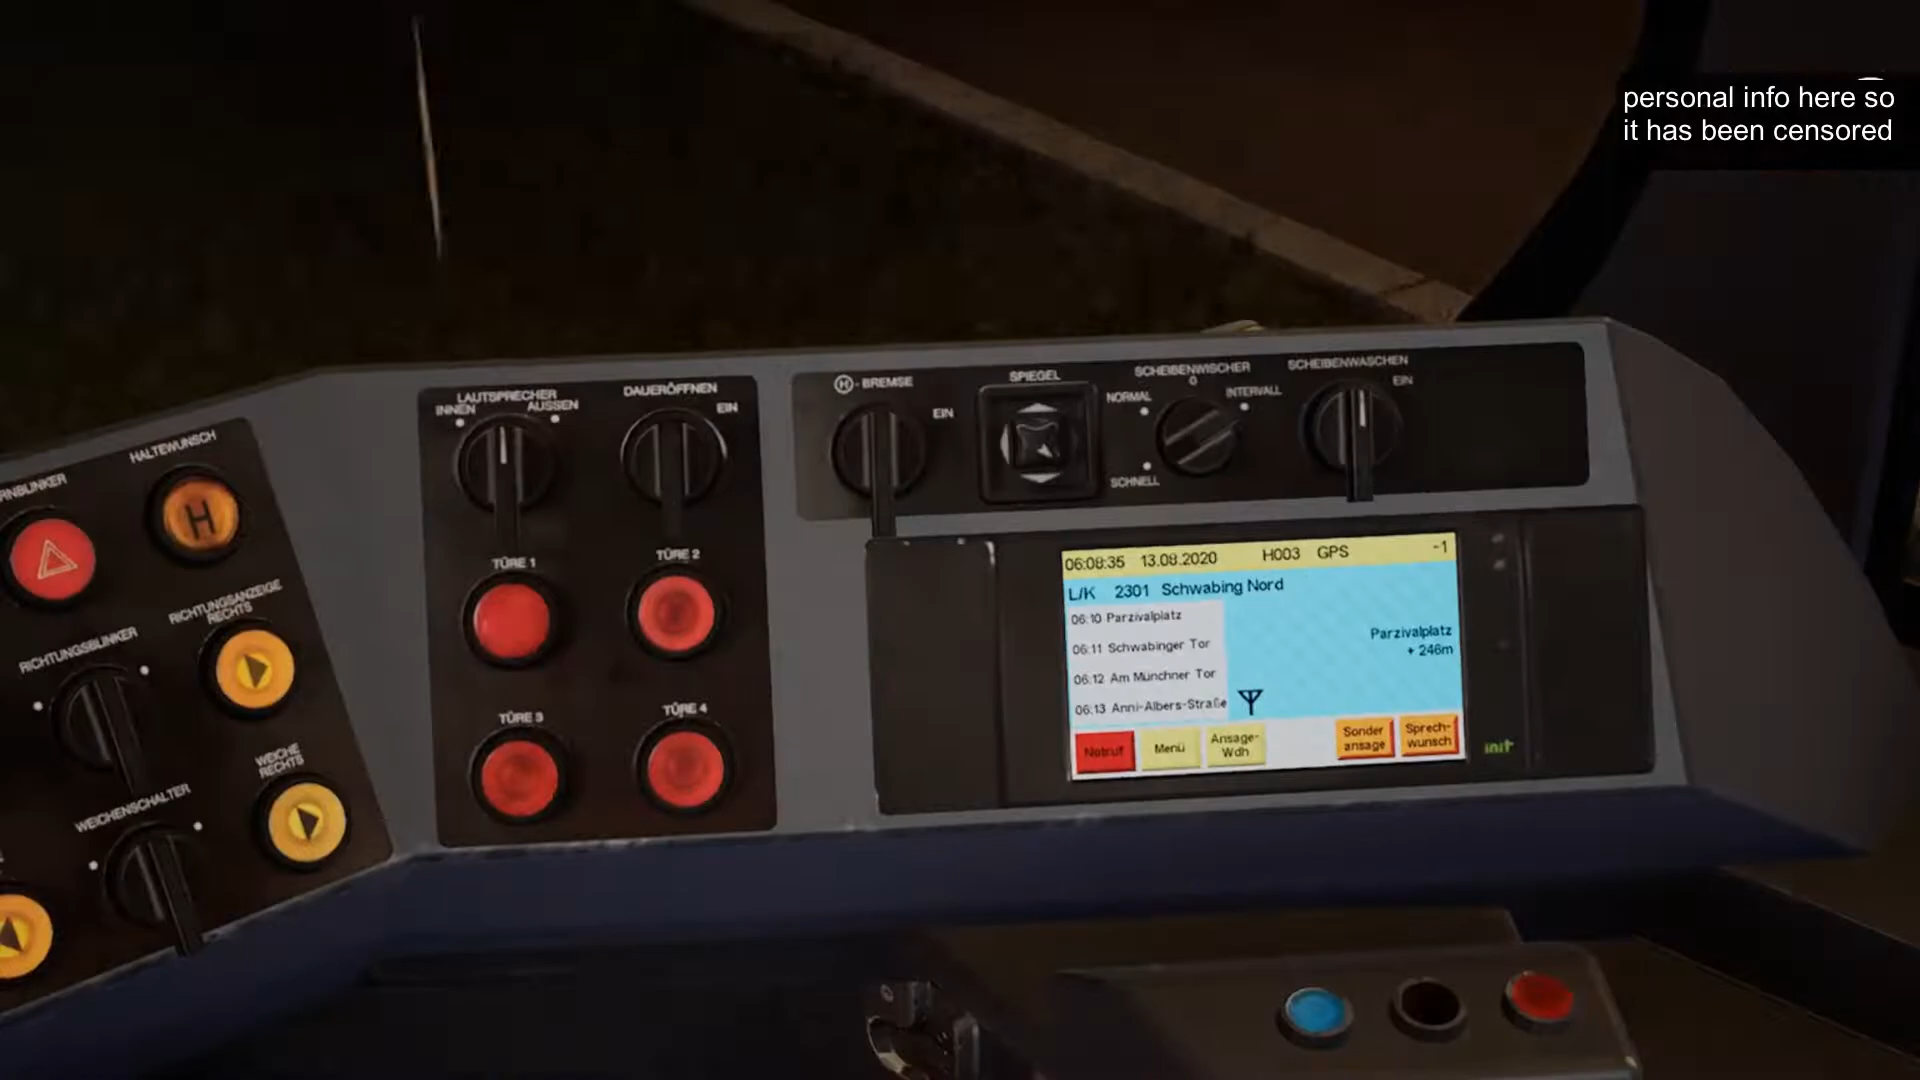 personal info here so
it has been censored
HALTEWUNSCH
RICHTUNGSANZEIGE
RECHTS
RICHTUNGSBLINKER
WEICHE
RECHTS
WEICHENSCHALTER
H
LAUTSPRECHER
INNEN
AUSSEN
DAUERÖFFNEN
EIN
TÜRE 1
TÜRE 2
TÜRE 3
TÜRE 4
H - BREMSE
EIN
SPIEGEL
SCHEIBENWISCHER
0
NORMAL
INTERVALL
SCHNELL
SCHEIBENWASCHEN
EIN
06:08:35 13.08.2020 H003 GPS -1
L/K 2301 Schwabing Nord
06:10 Parzivalplatz
06:11 Schwabinger Tor
06:12 Am Münchner Tor
06:13 Anni-Albers-Straße
Parzivalplatz
+ 246m
Notruf
Menü
Ansage-
Wdh
Sonder
ansage
Sprech-
wunsch
init